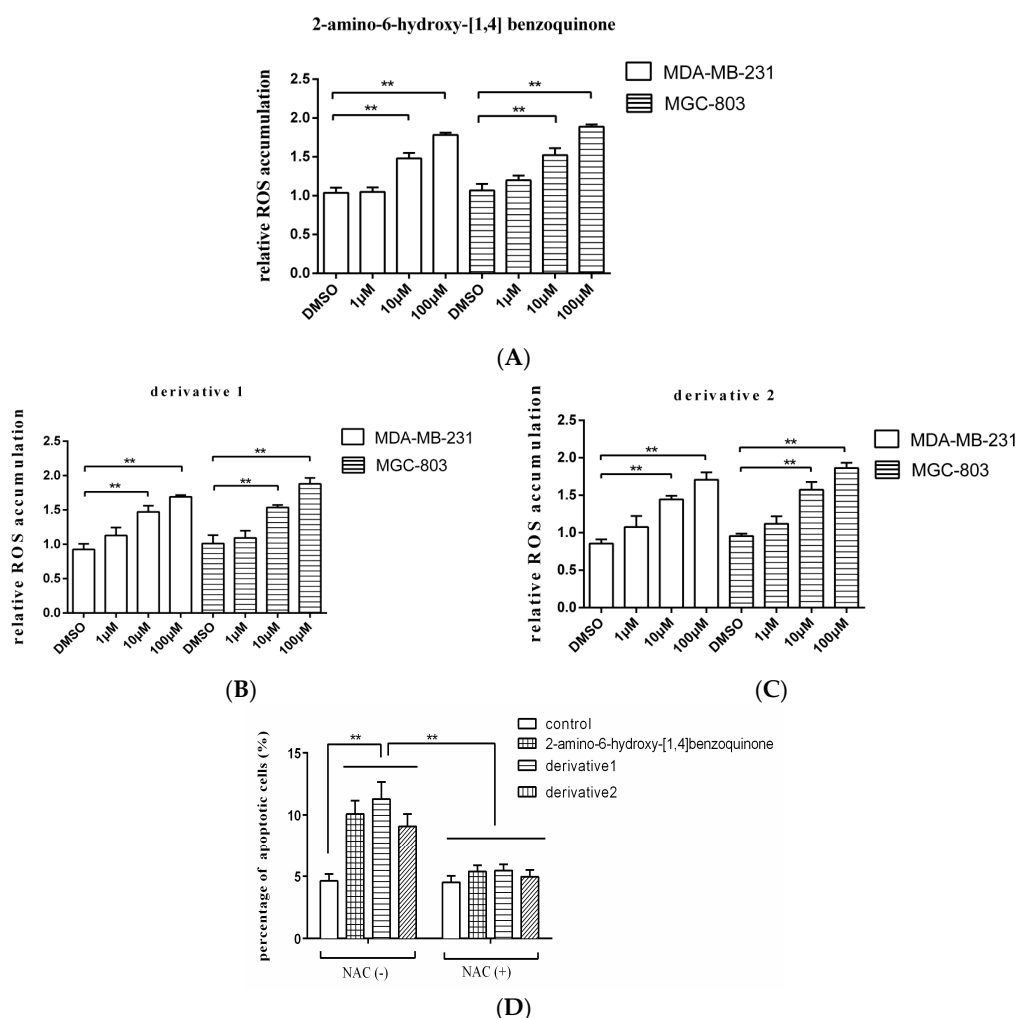 2-amino-6-hydroxy-[1,4] benzoquinone
MDA-MB-231
MGC-803
relative ROS accumulation
2.5
2.0
1.5
1.0
0.5
0.0
**
**
**
**
DMSO
1μM
10μM
100μM
DMSO
1μM
10μM
100μM
(A)
derivative 1
MDA-MB-231
MGC-803
relative ROS accumulation
2.5
2.0
1.5
1.0
0.5
0.0
**
**
**
**
DMSO
1μM
10μM
100μM
DMSO
1μM
10μM
100μM
(B)
derivative 2
MDA-MB-231
MGC-803
relative ROS accumulation
2.5
2.0
1.5
1.0
0.5
0.0
**
**
**
**
DMSO
1μM
10μM
100μM
DMSO
1μM
10μM
100μM
(C)
control
2-amino-6-hydroxy-[1,4]benzoquinone
derivative1
derivative2
percentage of apoptotic cells (%)
15
10
5
0
**
**
NAC (-)
NAC (+)
(D)